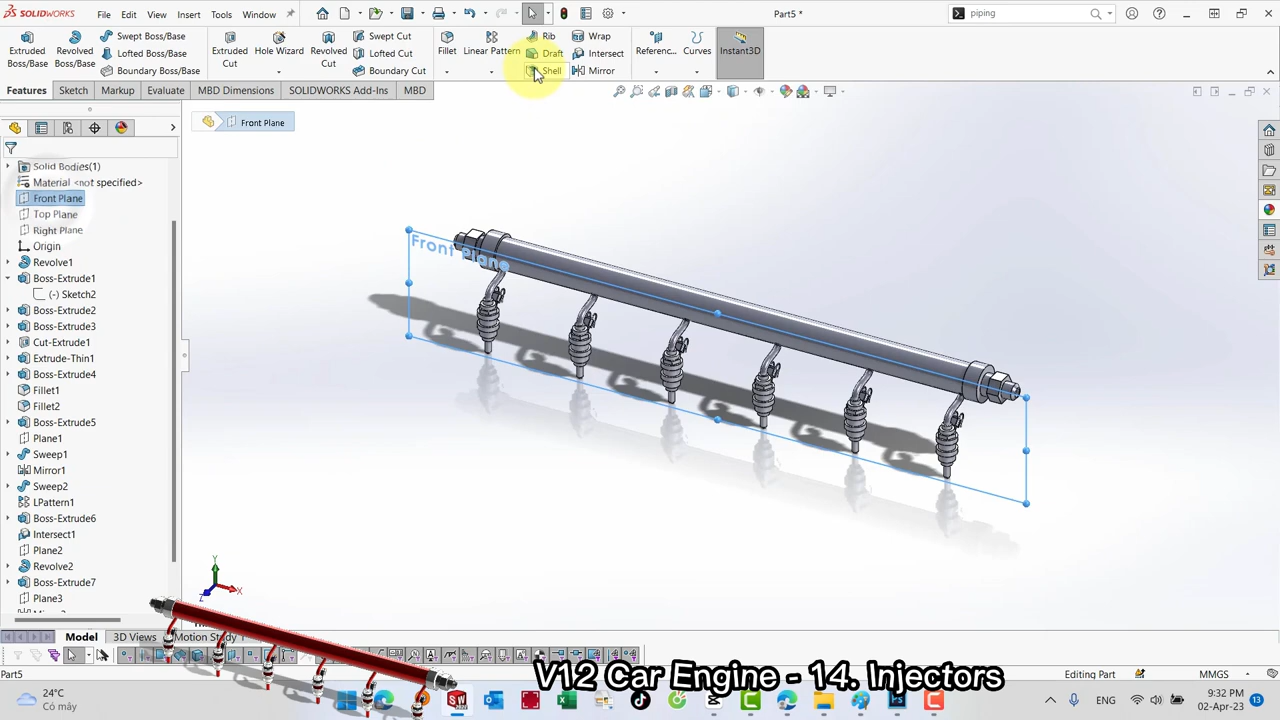 SOLIDWORKS
File
Edit
View
Insert
Tools
Window
Part5 *
piping
Extruded
Boss/Base
Revolved
Boss/Base
Swept Boss/Base
Lofted Boss/Base
Boundary Boss/Base
Extruded
Cut
Hole Wizard
Revolved
Cut
Swept Cut
Lofted Cut
Boundary Cut
Fillet
Linear Pattern
Rib
Draft
Shell
Wrap
Intersect
Mirror
Referenc...
Curves
Instant3D
Features
Sketch
Markup
Evaluate
MBD Dimensions
SOLIDWORKS Add-Ins
MBD
Front Plane
Solid Bodies(1)
Material <not specified>
Front Plane
Top Plane
Right Plane
Origin
Revolve1
Boss-Extrude1
(-) Sketch2
Boss-Extrude2
Boss-Extrude3
Cut-Extrude1
Extrude-Thin1
Boss-Extrude4
Fillet1
Fillet2
Boss-Extrude5
Plane1
Sweep1
Mirror1
Sweep2
LPattern1
Boss-Extrude6
Intersect1
Plane2
Revolve2
Boss-Extrude7
Plane3
Front Plane
Y
X
Z
Model
3D Views
Motion Study 1
V12 Car Engine - 14. Injectors
Part5
Editing Part
MMGS
24°C
Có mây
ENG
9:32 PM
02-Apr-23
13